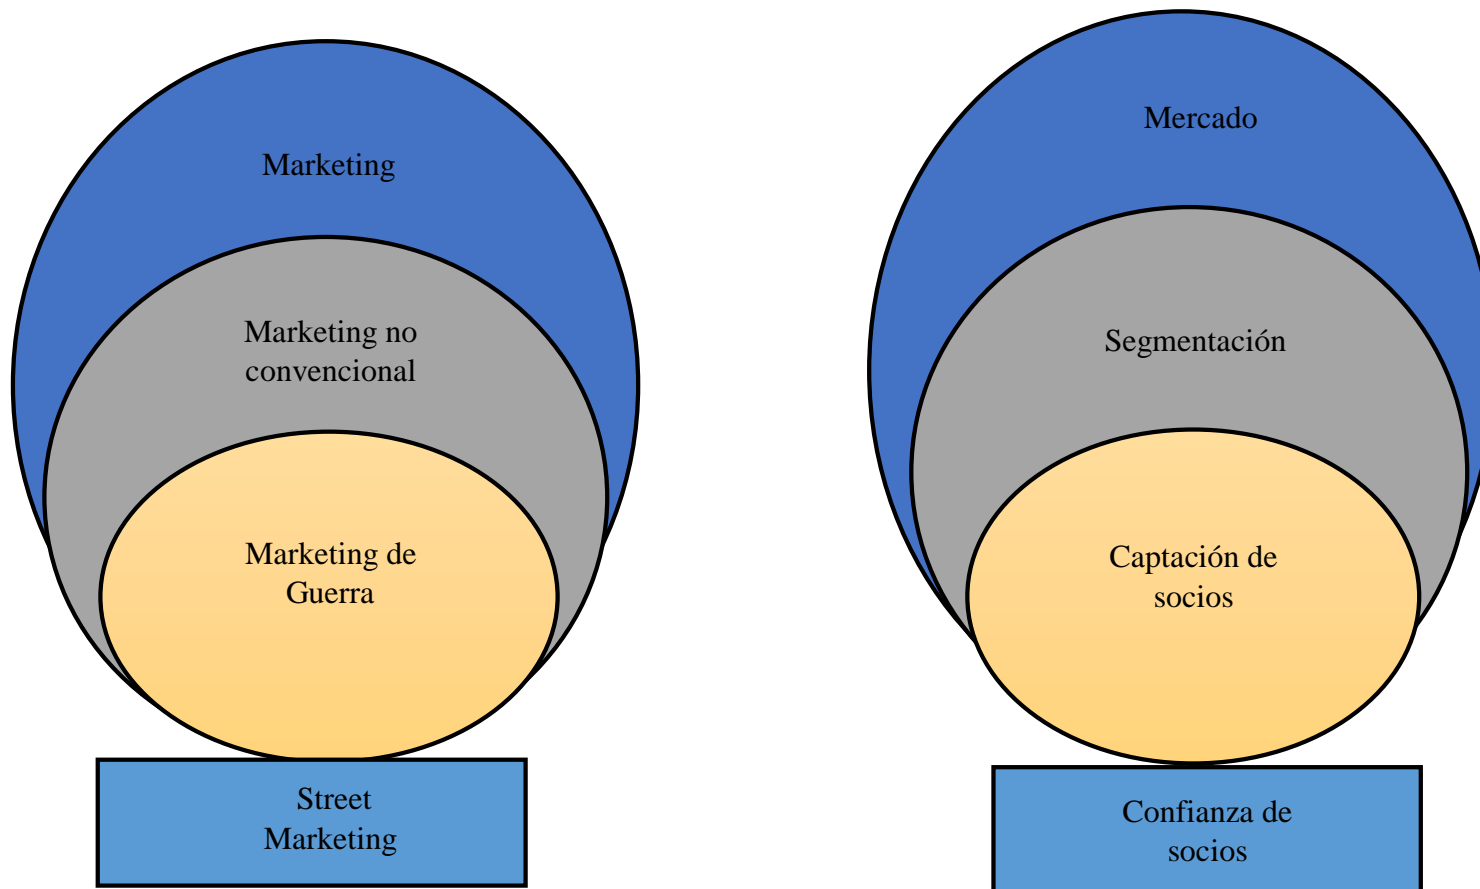 Marketing
Marketing no
convencional
Marketing de
Guerra
Street
Marketing
Mercado
Segmentación
Captación de
socios
Confianza de
socios